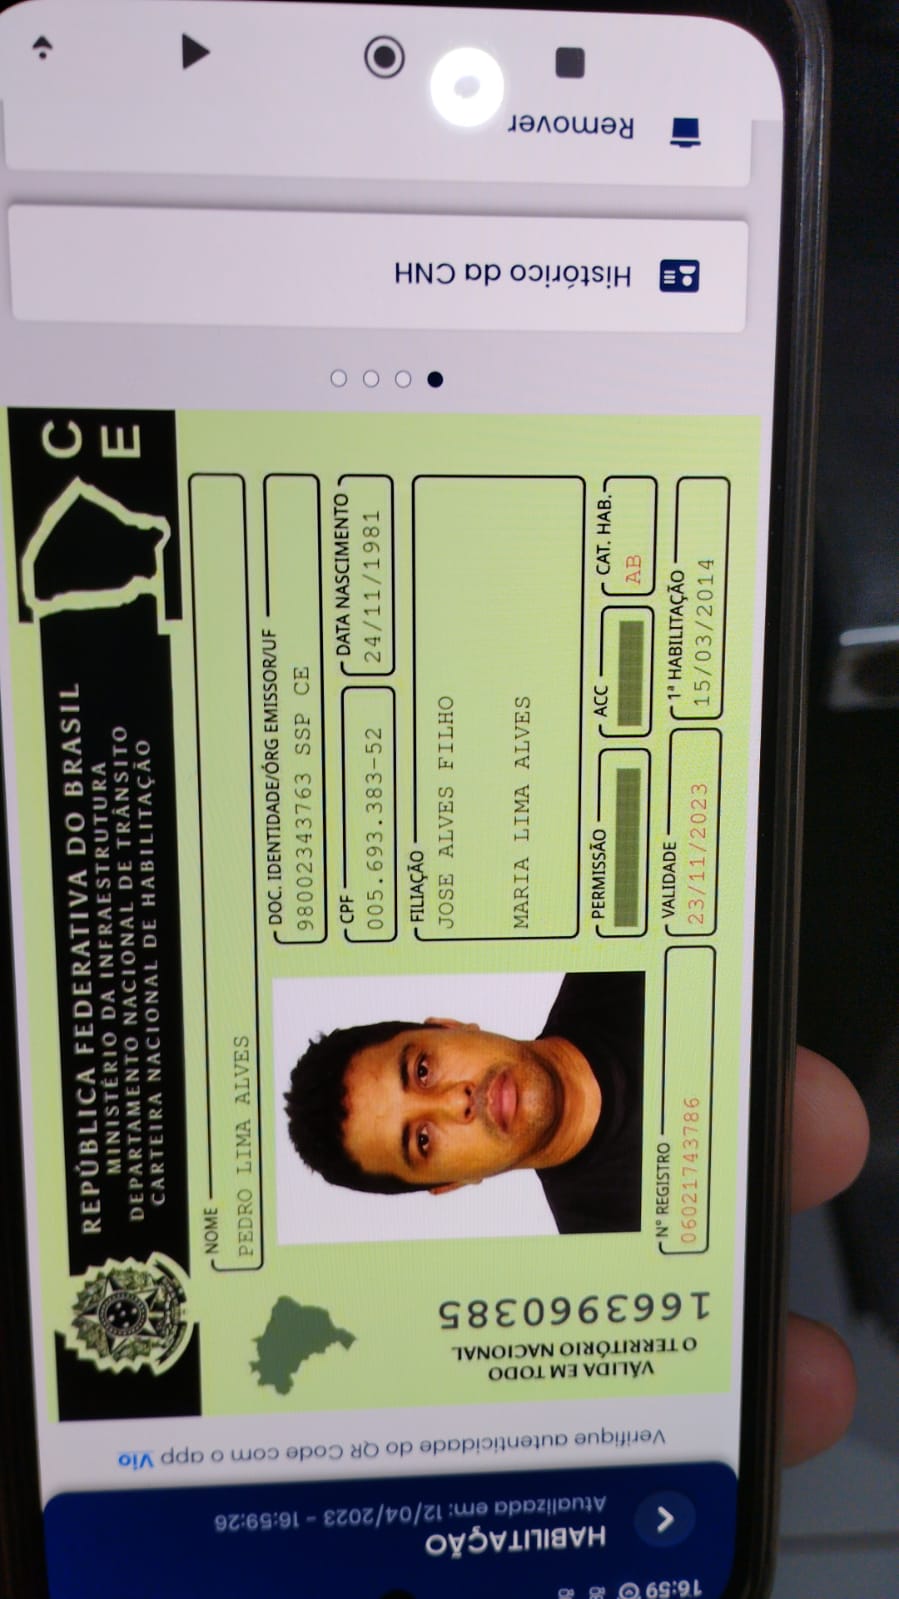 16:59
HABILITAÇÃO
Atualizada em: 12/04/2023 - 16:59:26
Verifique autenticidade do QR Code com o app Vio
REPÚBLICA FEDERATIVA DO BRASIL
MINISTÉRIO DA INFRAESTRUTURA
DEPARTAMENTO NACIONAL DE TRÂNSITO
CARTEIRA NACIONAL DE HABILITAÇÃO
C
E
NOME
PEDRO LIMA ALVES
DOC. IDENTIDADE/ÓRG EMISSOR/UF
98002343763 SSP CE
CPF
005.693.383-52
DATA NASCIMENTO
24/11/1981
FILIAÇÃO
JOSE ALVES FILHO
MARIA LIMA ALVES
PERMISSÃO
ACC
CAT. HAB.
AB
Nº REGISTRO
06021743786
VALIDADE
23/11/2023
1ª HABILITAÇÃO
15/03/2014
VÁLIDA EM TODO
O TERRITÓRIO NACIONAL
1663960385
Histórico da CNH
Remover